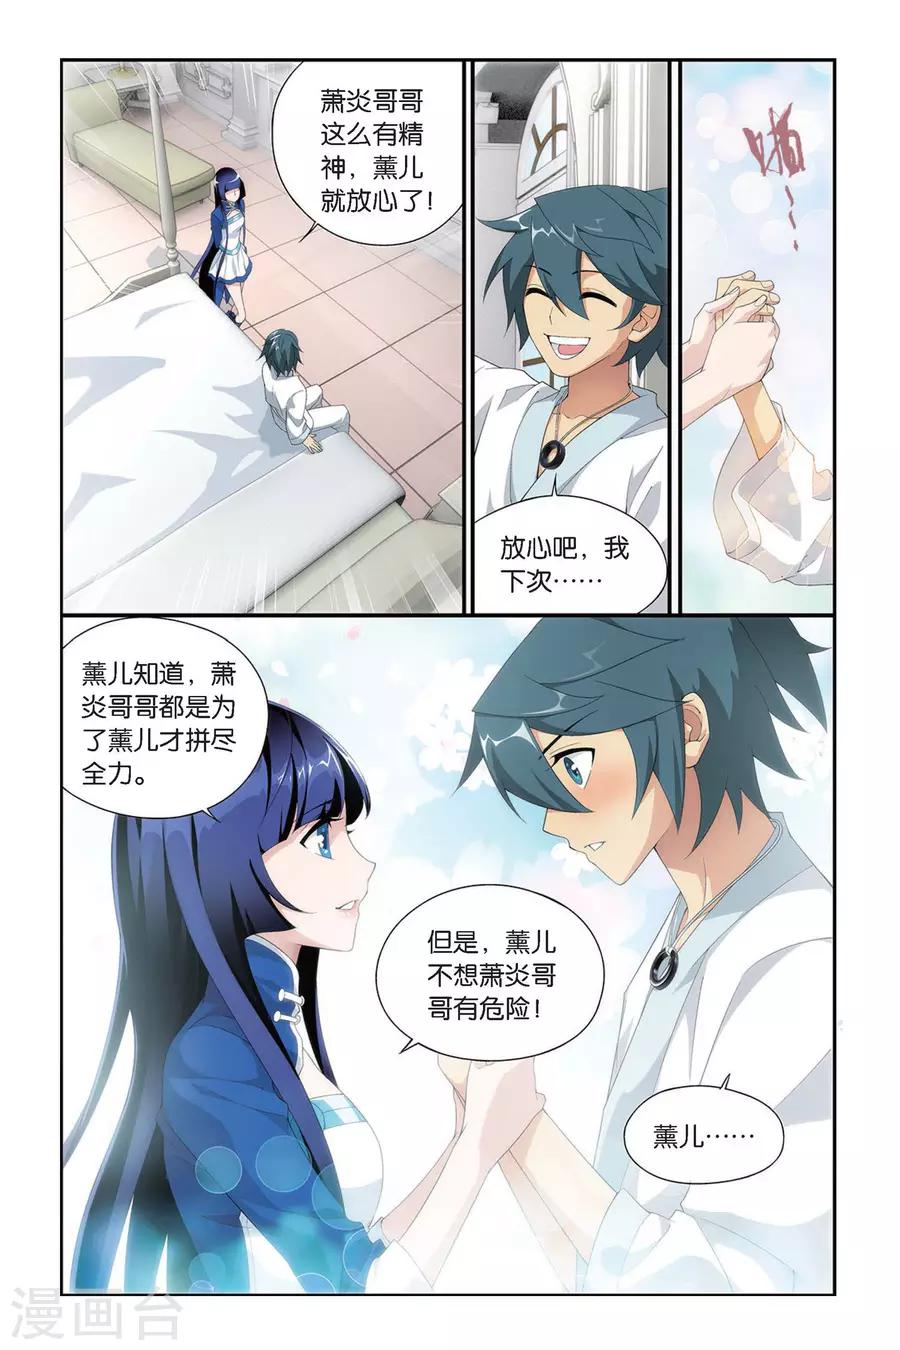 萧炎哥哥
这么有精
神，薰儿
就放心了！
放心吧，我
下次……
啪~~
薰儿知道，萧
炎哥哥都是为
了薰儿才拼尽
全力。
但是，薰儿
不想萧炎哥
哥有危险！
薰儿……
漫画台